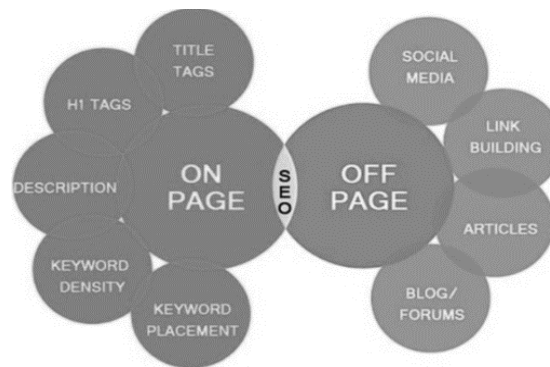 TITLE
TAGS
H1 TAGS
DESCRIPTION
KEYWORD
DENSITY
KEYWORD
PLACEMENT
ON
PAGE
SEO
OFF
PAGE
SOCIAL
MEDIA
LINK
BUILDING
ARTICLES
BLOG/
FORUMS